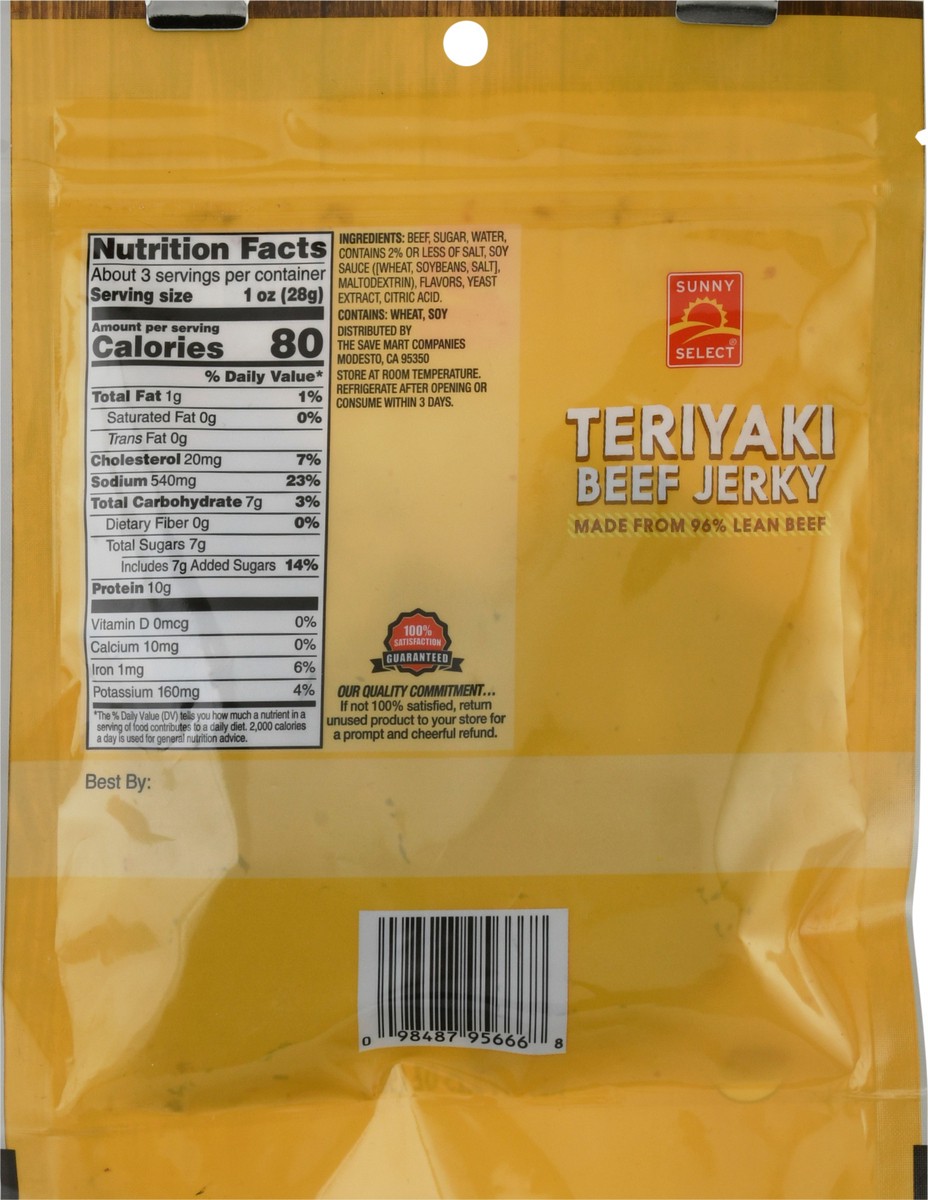 Nutrition Facts
About 3 servings per container
Serving size 1 oz (28g)
Amount per serving
Calories 80
% Daily Value*
Total Fat 1g 1%
Saturated Fat 0g 0%
Trans Fat 0g
Cholesterol 20mg 7%
Sodium 540mg 23%
Total Carbohydrate 7g 3%
Dietary Fiber 0g 0%
Total Sugars 7g
Includes 7g Added Sugars 14%
Protein 10g
Vitamin D 0mcg 0%
Calcium 10mg 0%
Iron 1mg 6%
Potassium 160mg 4%
*The % Daily Value (DV) tells you how much a nutrient in a
serving of food contributes to a daily diet. 2,000 calories
a day is used for general nutrition advice.
INGREDIENTS: BEEF, SUGAR, WATER,
CONTAINS 2% OR LESS OF SALT, SOY
SAUCE ([WHEAT, SOYBEANS, SALT],
MALTODEXTRIN), FLAVORS, YEAST
EXTRACT, CITRIC ACID.
CONTAINS: WHEAT, SOY
DISTRIBUTED BY
THE SAVE MART COMPANIES
MODESTO, CA 95350
STORE AT ROOM TEMPERATURE.
REFRIGERATE AFTER OPENING OR
CONSUME WITHIN 3 DAYS.
100%
SATISFACTION
GUARANTEED
OUR QUALITY COMMITMENT...
If not 100% satisfied, return
unused product to your store for
a prompt and cheerful refund.
SUNNY
SELECT®
TERIYAKI
BEEF JERKY
MADE FROM 96% LEAN BEEF
Best By:
0 98487 95666 8